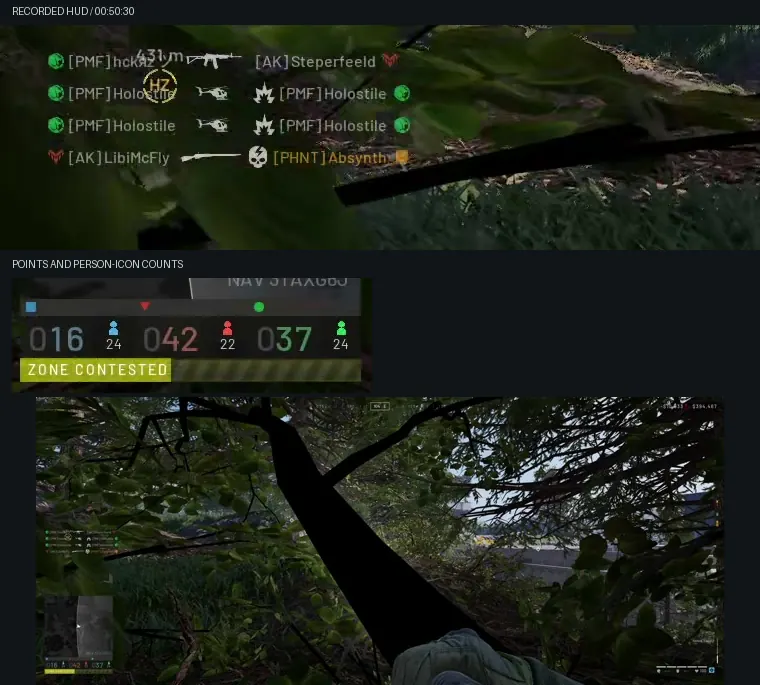 RECORDED HUD / 00:50:30
431 m
[PMF]hckrz [AK]Steperfeeld
HZ
[PMF]Holostile [PMF]Holostile
[PMF]Holostile [PMF]Holostile
[AK]LibiMcFly [PHNT]Absynth
POINTS AND PERSON-ICON COUNTS
016 24 042 22 037 24
ZONE CONTESTED